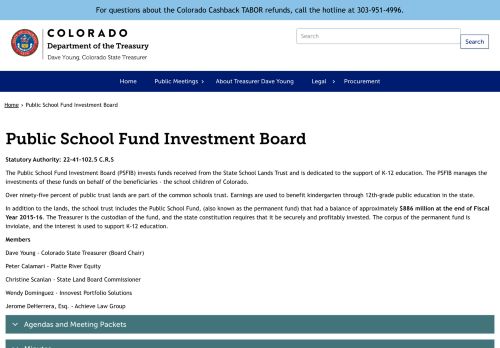 For questions about the Colorado Cashback TABOR refunds, call the hotline at 303-951-4996.
COLORADO
Department of the Treasury
Dave Young, Colorado State Treasurer
Search
Search
Home
Public Meetings ›
About Treasurer Dave Young
Legal ›
Procurement
Home › Public School Fund Investment Board
Public School Fund Investment Board
Statutory Authority: 22-41-102.5 C.R.S
The Public School Fund Investment Board (PSFIB) invests funds received from the State School Lands Trust and is dedicated to the support of K-12 education. The PSFIB manages the
investments of these funds on behalf of the beneficiaries - the school children of Colorado.
Over ninety-five percent of public trust lands are part of the common schools trust. Earnings are used to benefit kindergarten through 12th-grade public education in the state.
In addition to the lands, the school trust includes the Public School Fund, (also known as the permanent fund) that had a balance of approximately $886 million at the end of Fiscal
Year 2015-16. The Treasurer is the custodian of the fund, and the state constitution requires that it be securely and profitably invested. The corpus of the permanent fund is
inviolate, and the interest is used to support K-12 education.
Members
Dave Young - Colorado State Treasurer (Board Chair)
Peter Calamari - Platte River Equity
Christine Scanlan - State Land Board Commissioner
Wendy Dominguez - Innovest Portfolio Solutions
Jerome DeHerrera, Esq. - Achieve Law Group
Agendas and Meeting Packets